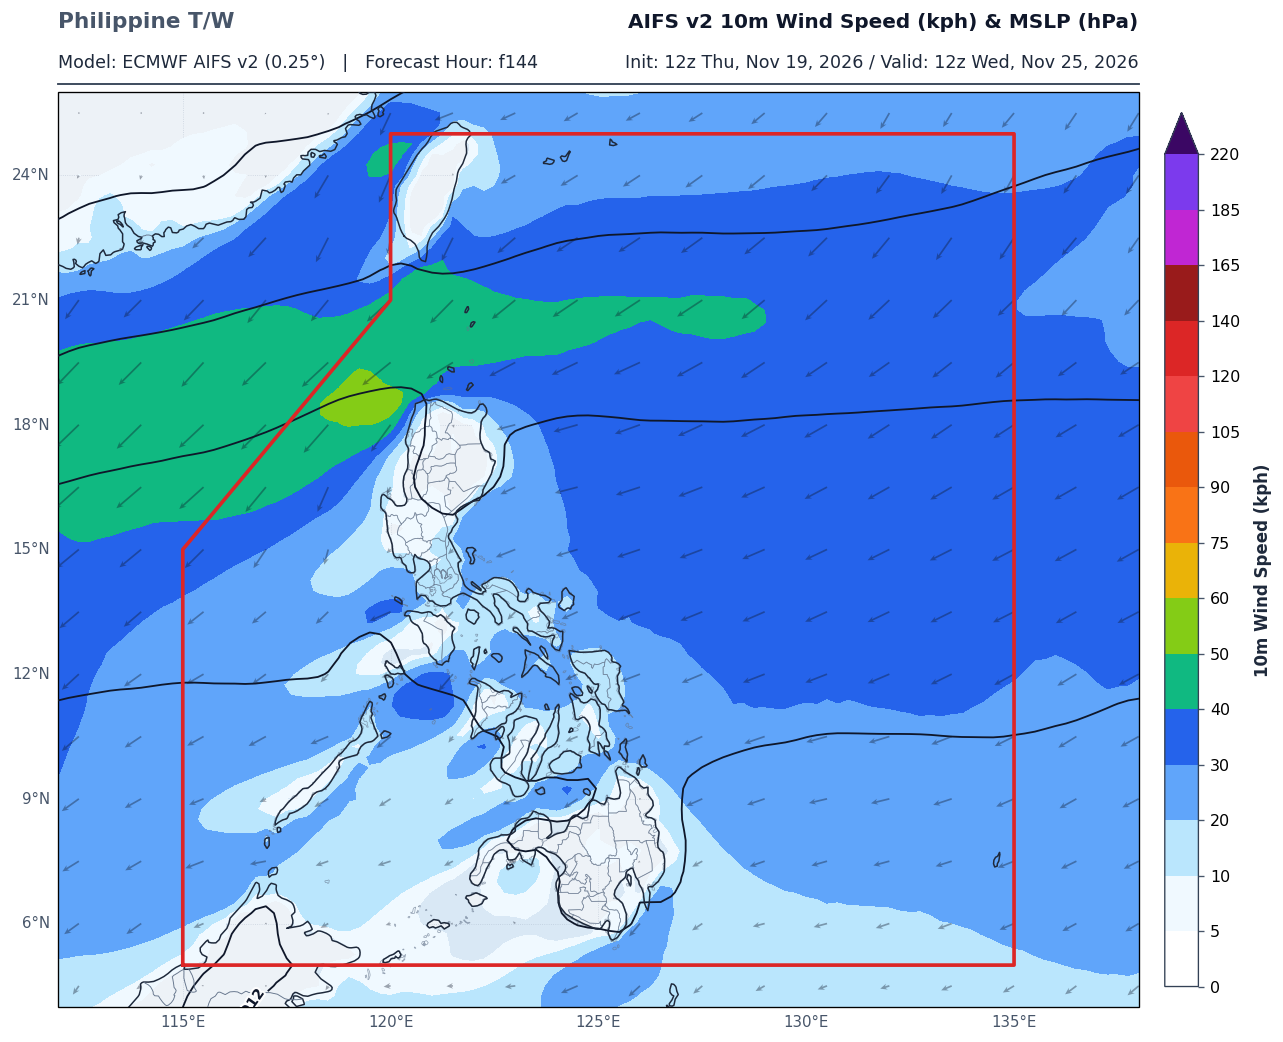 Philippine T/W
AIFS v2 10m Wind Speed (kph) & MSLP (hPa)
Model: ECMWF AIFS v2 (0.25°) | Forecast Hour: f144
Init: 12z Thu, Nov 19, 2026 / Valid: 12z Wed, Nov 25, 2026
24°N
21°N
18°N
15°N
12°N
9°N
6°N
115°E
120°E
125°E
130°E
135°E
220
185
165
140
120
105
90
75
60
50
40
30
20
10
5
0
10m Wind Speed (kph)